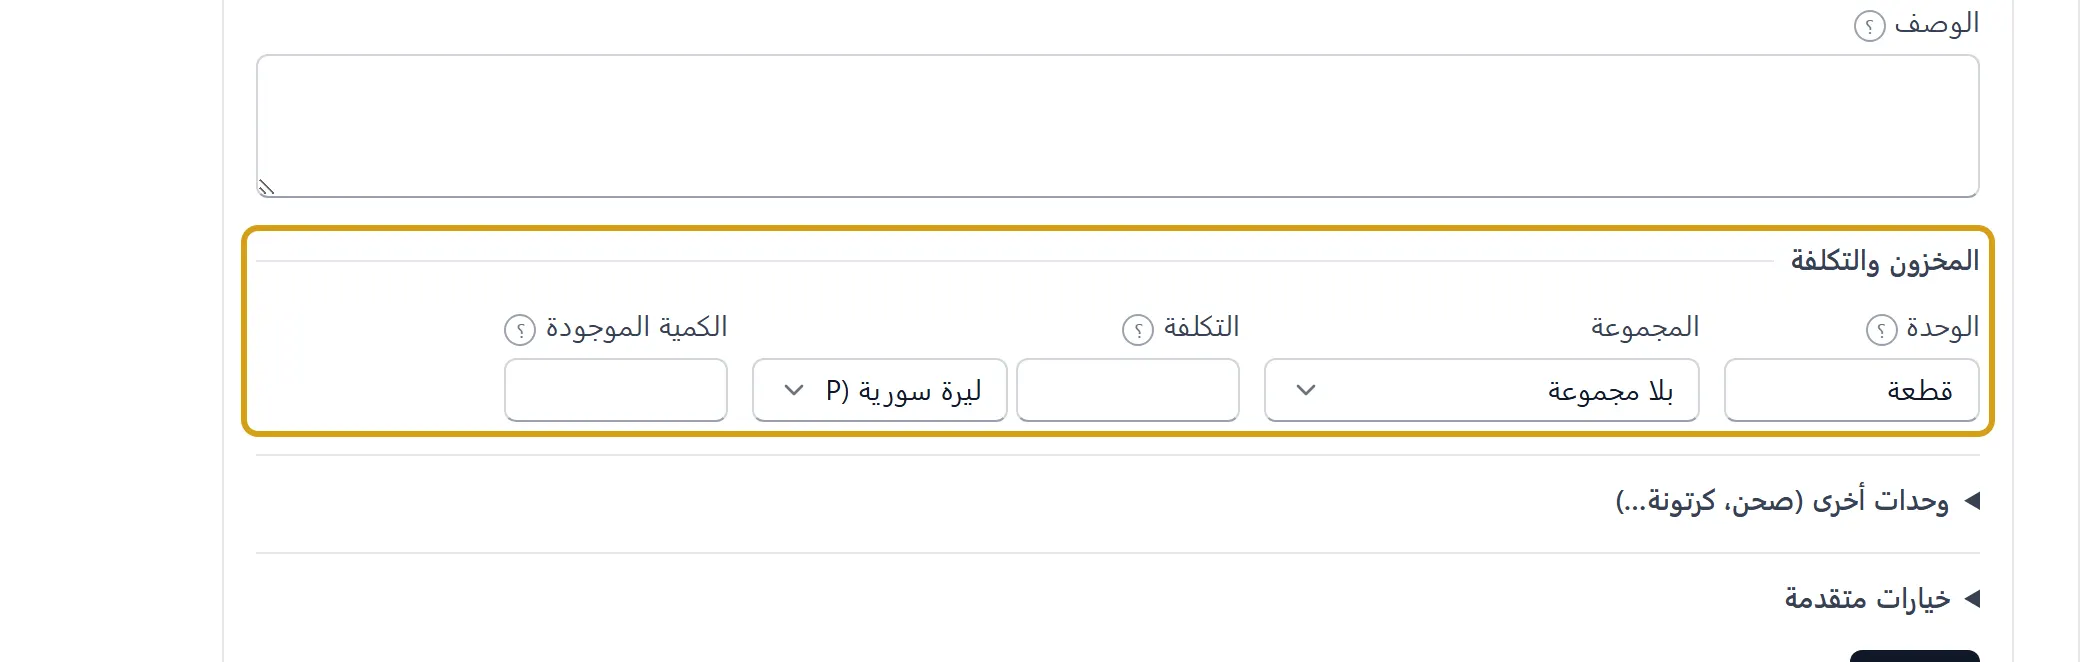 الوصف ؟
المخزون والتكلفة
الوحدة ؟
المجموعة
التكلفة ؟
الكمية الموجودة ؟
قطعة
بلا مجموعة
ليرة سورية (P
وحدات أخرى (صحن، كرتونة...)
خيارات متقدمة